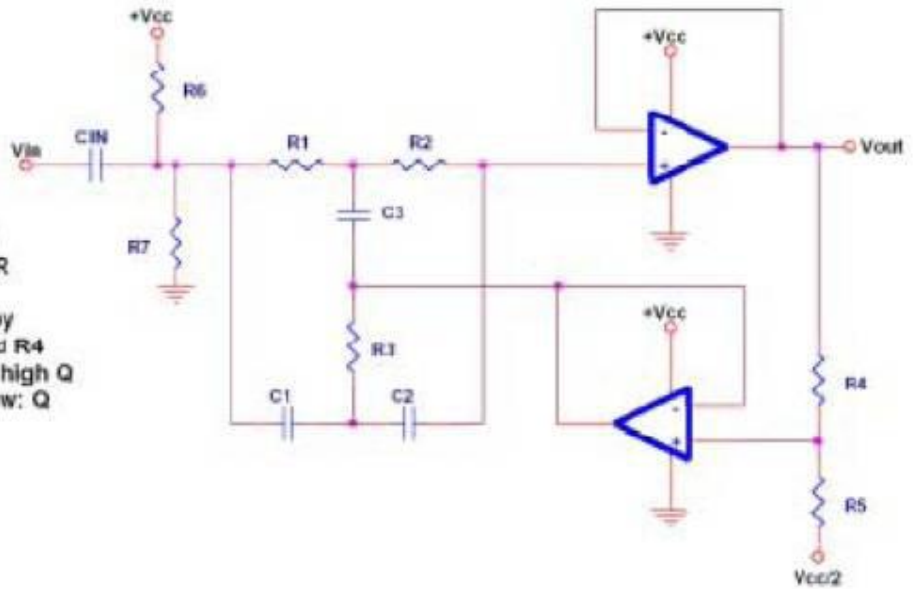 +Vcc
R6
+Vcc
CIN
R1
R2
Vin
-
+
Vout
C3
R7
R
+Vcc
R3
R4
R4
high Q
C1
C2
-
w: Q
+
R5
Vcc/2